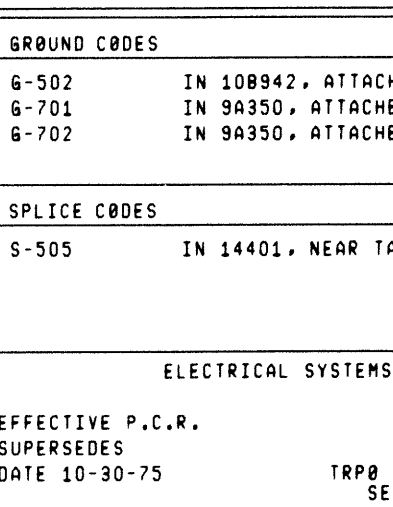 GRØUND CØDES
G-502 IN 10B942, ATTACH
G-701 IN 9A350, ATTACHE
G-702 IN 9A350, ATTACHE
SPLICE CØDES
S-505 IN 14401, NEAR TA
ELECTRICAL SYSTEMS
EFFECTIVE P.C.R.
SUPERSEDES
DATE 10-30-75 TRPØ
SE